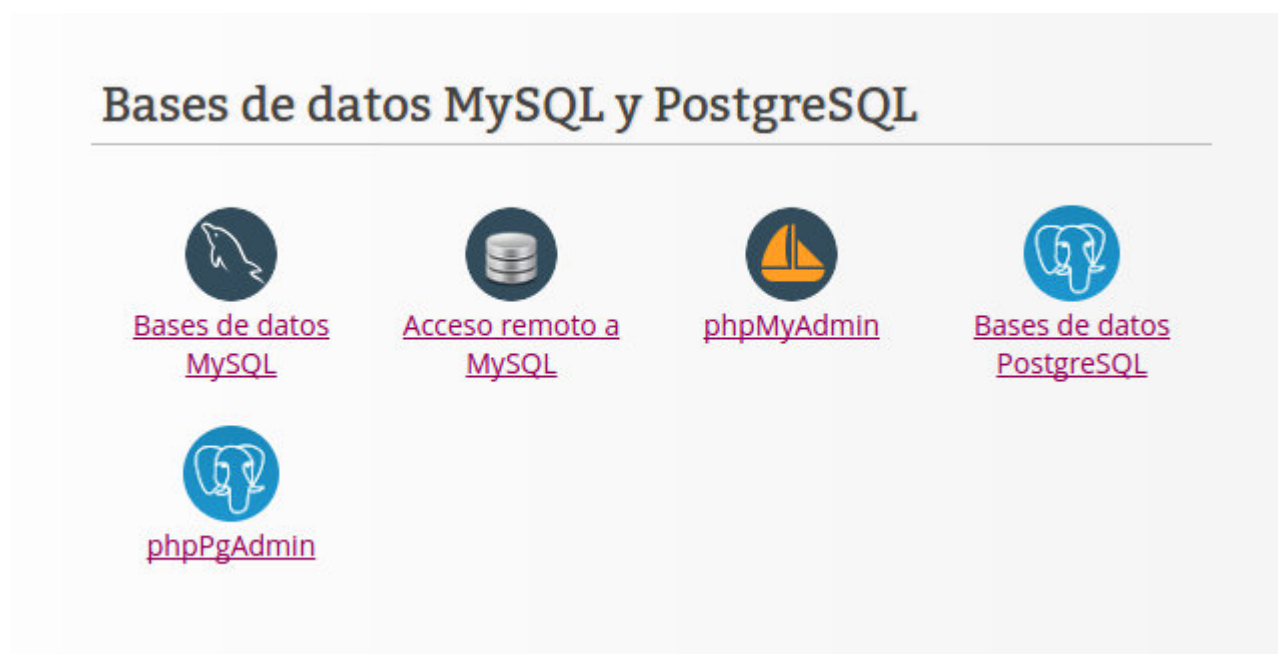 Bases de datos MySQL y PostgreSQL
Bases de datos
MySQL
Acceso remoto a
MySQL
phpMyAdmin
Bases de datos
PostgreSQL
phpPgAdmin